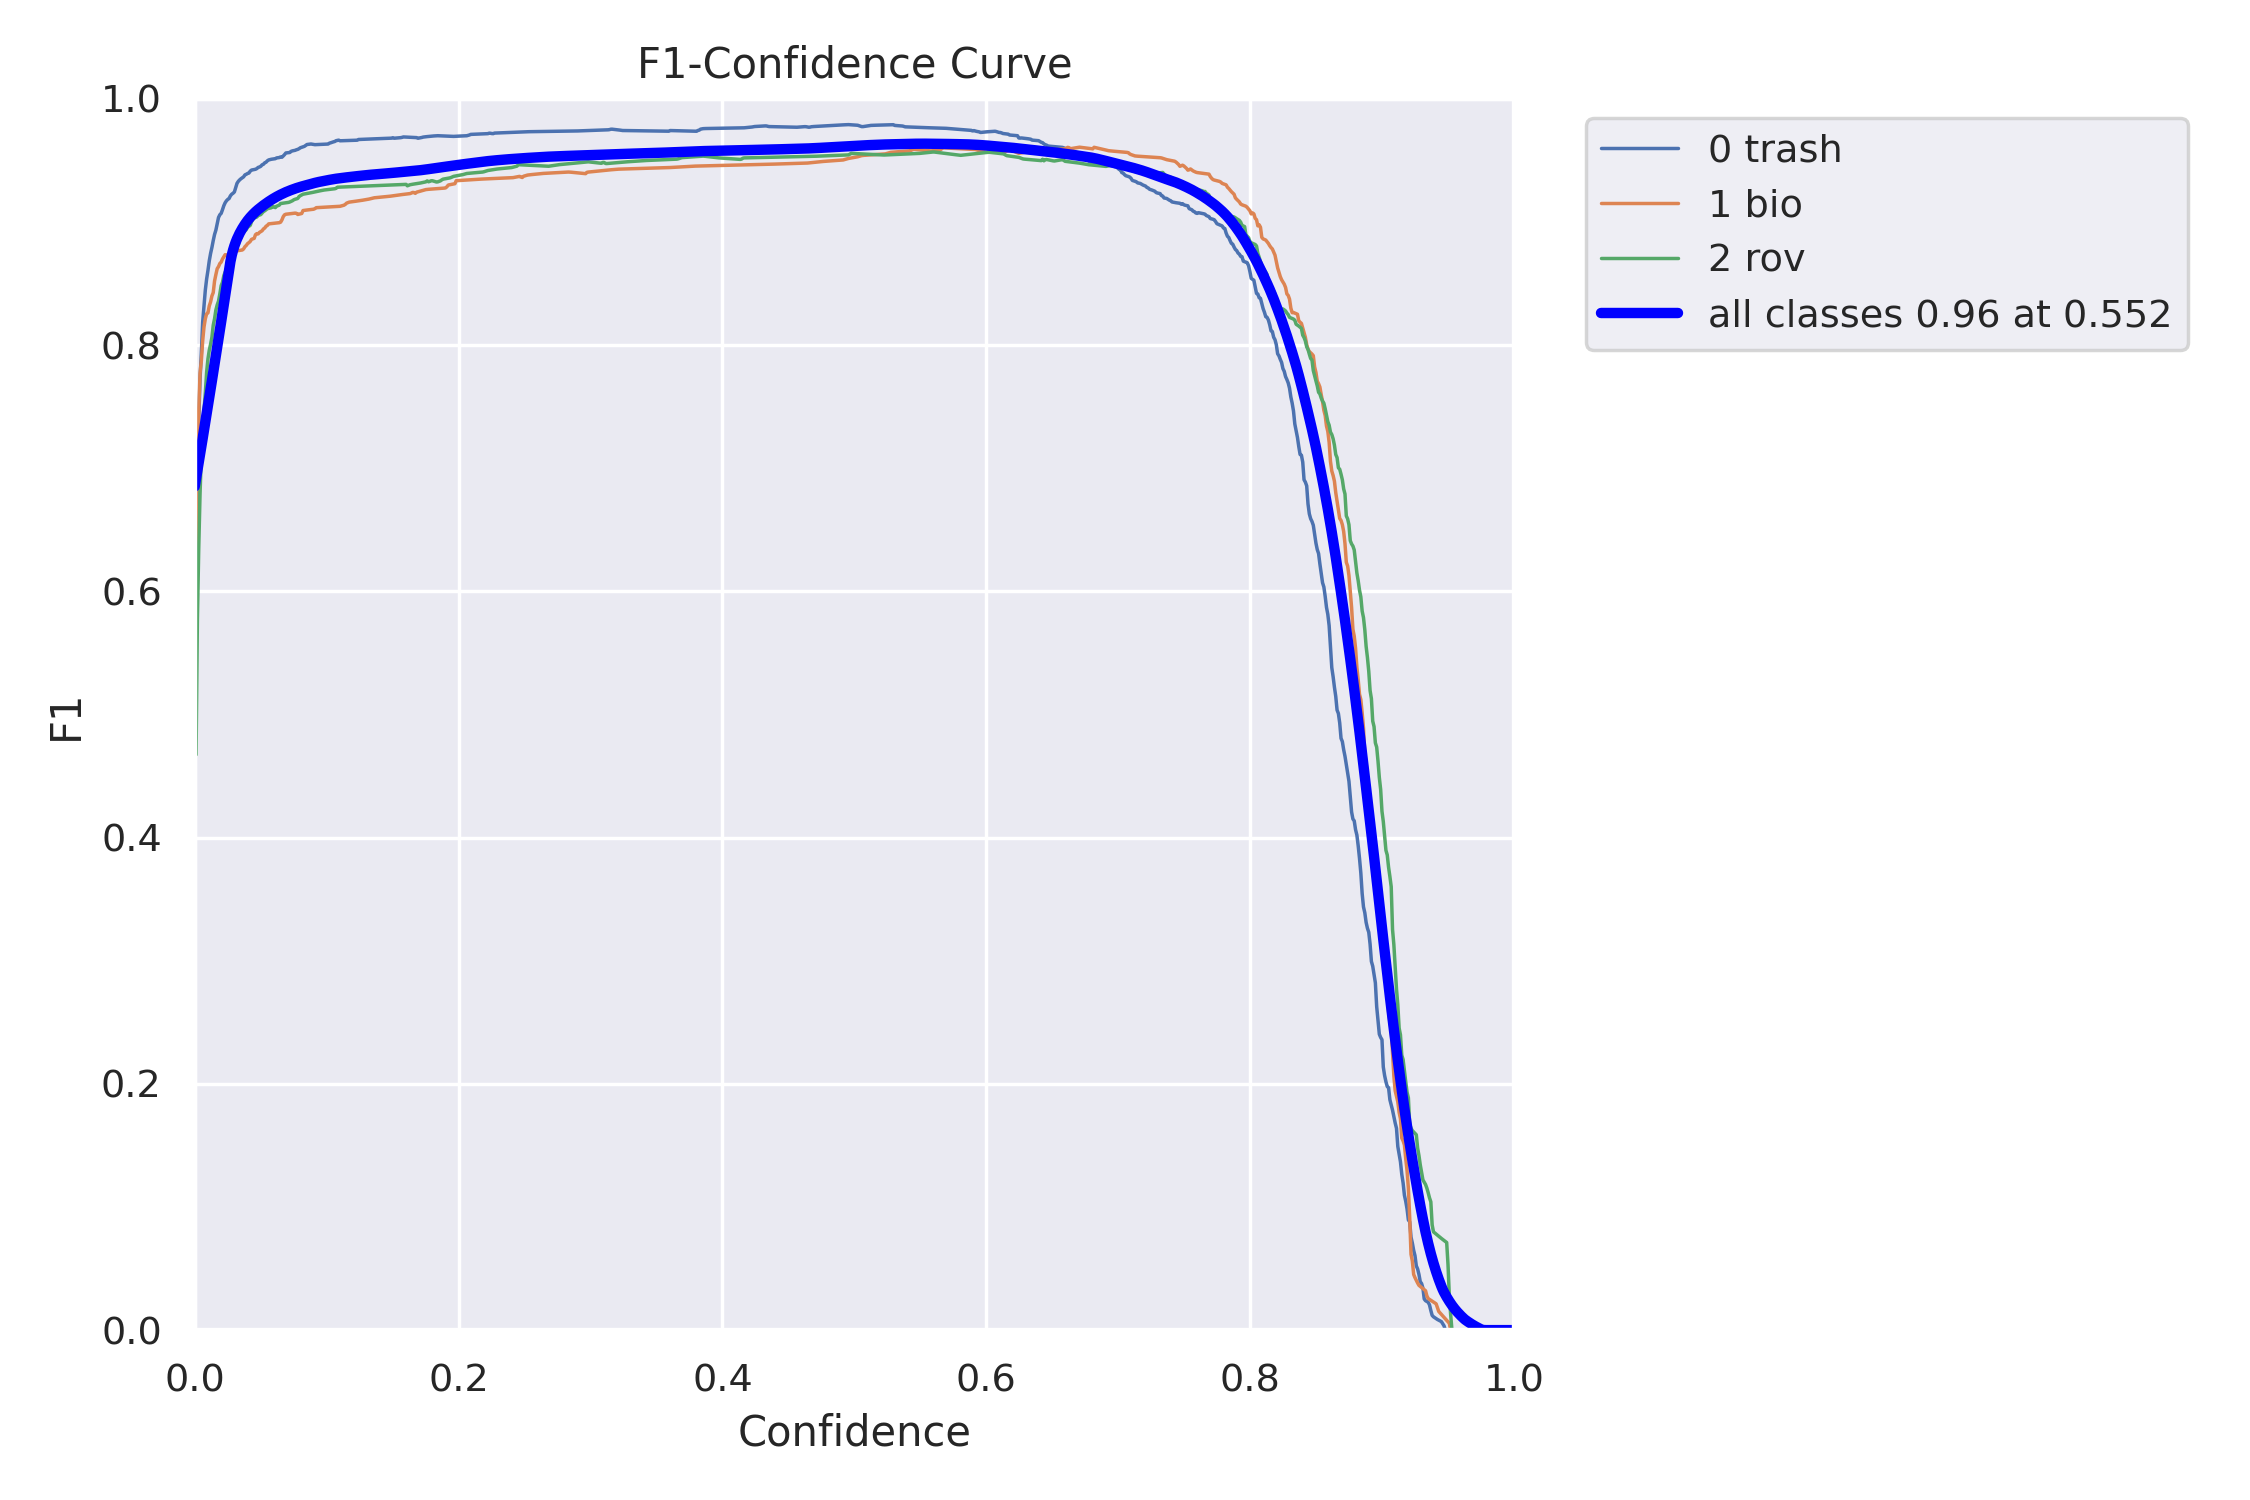 F1-Confidence Curve
1.0
0.8
0.6
0.4
0.2
0.0
F1
0.0 0.2 0.4 0.6 0.8 1.0
Confidence
0 trash
1 bio
2 rov
all classes 0.96 at 0.552